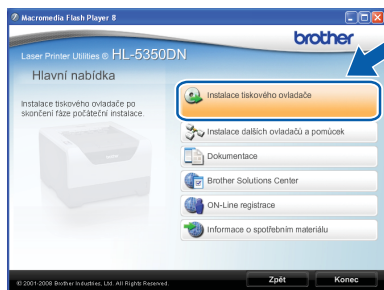 Macromedia Flash Player 8
brother
Laser Printer Utilities © HL-5350DN
Hlavní nabídka
Instalace tiskového ovladače po
skončení fáze počáteční instalace.
Instalace tiskového ovladače
Instalace dalších ovladačů a pomůcek
Dokumentace
Brother Solutions Center
ON-Line registrace
Informace o spotřebním materiálu
© 2001-2008 Brother Industries, Ltd. All Rights Reserved.
Zpět
Konec